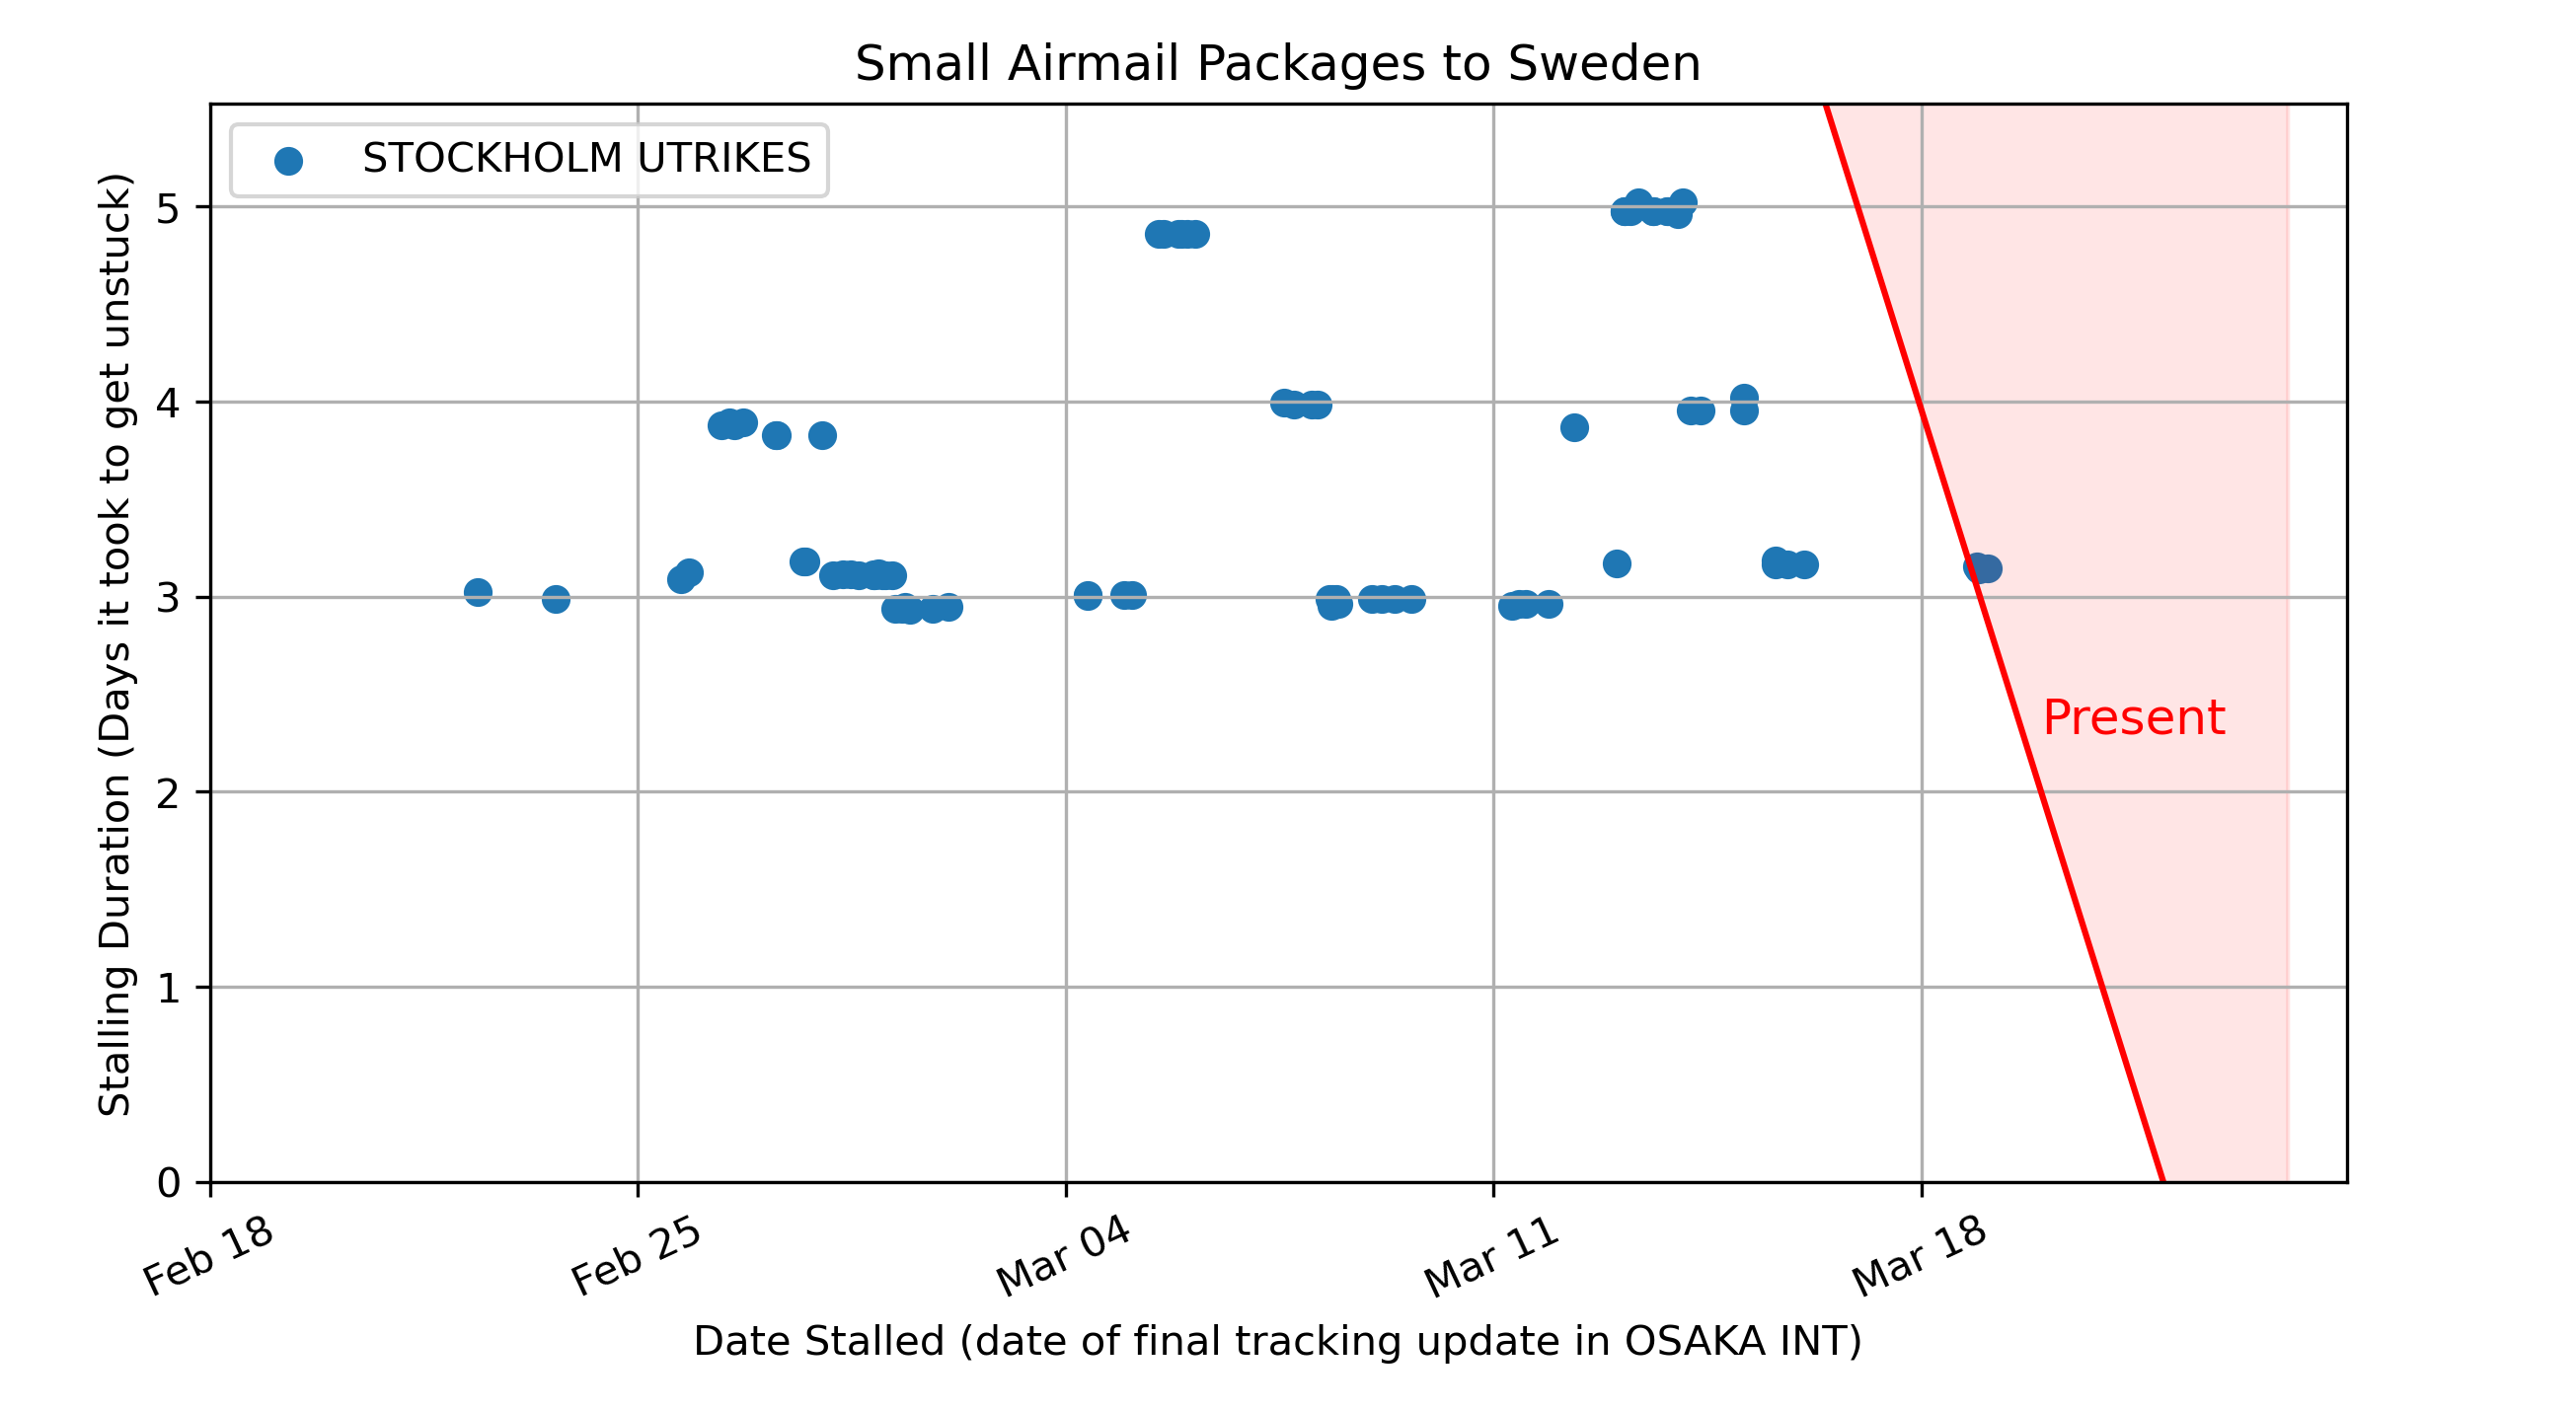 Small Airmail Packages to Sweden
STOCKHOLM UTRIKES
Stalling Duration (Days it took to get unstuck)
5
4
3
2
1
0
Present
Feb 18
Feb 25
Mar 04
Mar 11
Mar 18
Date Stalled (date of final tracking update in OSAKA INT)